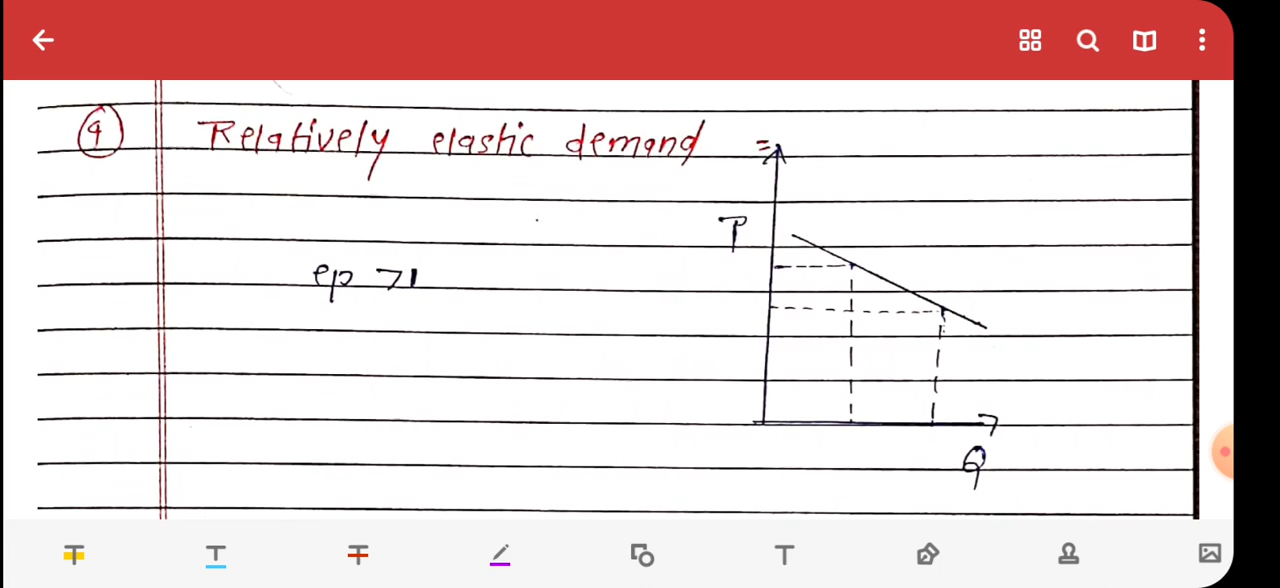 ④ Relatively elastic demand =
P
ep >1
Q
T T T T